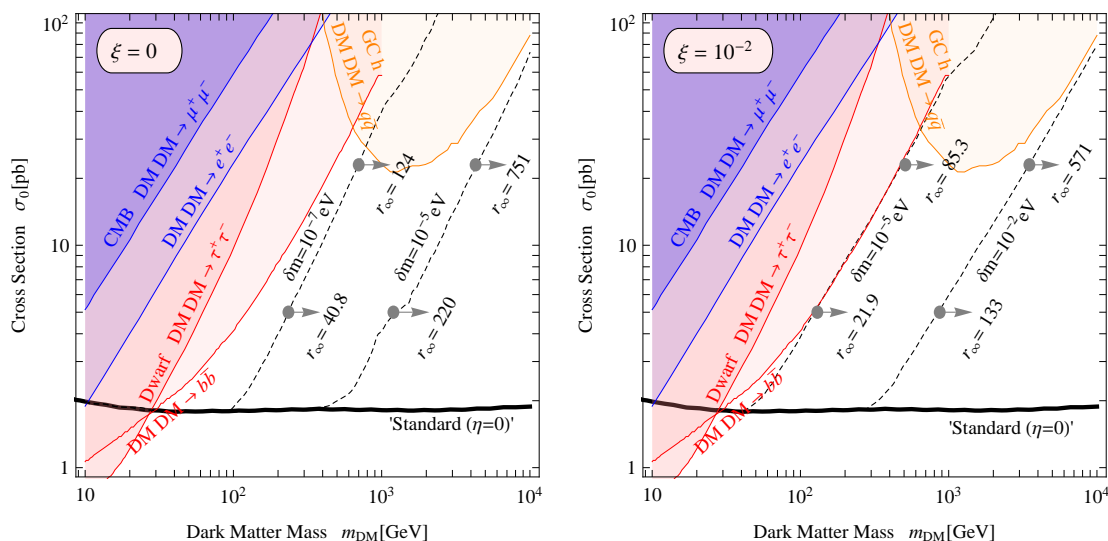 ξ = 0
CMB DM DM → μ⁺ μ⁻
DM DM → e⁺ e⁻
Dwarf DM DM → τ⁺ τ⁻
DM DM → bb̄
GC h
DM DM → qq̄
δm=10⁻⁷ eV
δm=10⁻⁵ eV
r∞ = 124
r∞ = 751
r∞ = 40.8
r∞ = 220
'Standard (η=0)'
Cross Section σ₀[pb]
10²
10
1
10
10²
10³
10⁴
Dark Matter Mass m_DM[GeV]
ξ = 10⁻²
CMB DM DM → μ⁺ μ⁻
DM DM → e⁺ e⁻
Dwarf DM DM → τ⁺ τ⁻
DM DM → bb̄
GC h
DM DM → qq̄
δm=10⁻⁵ eV
δm=10⁻² eV
r∞ = 85.3
r∞ = 571
r∞ = 21.9
r∞ = 133
'Standard (η=0)'
Cross Section σ₀[pb]
10²
10
1
10
10²
10³
10⁴
Dark Matter Mass m_DM[GeV]